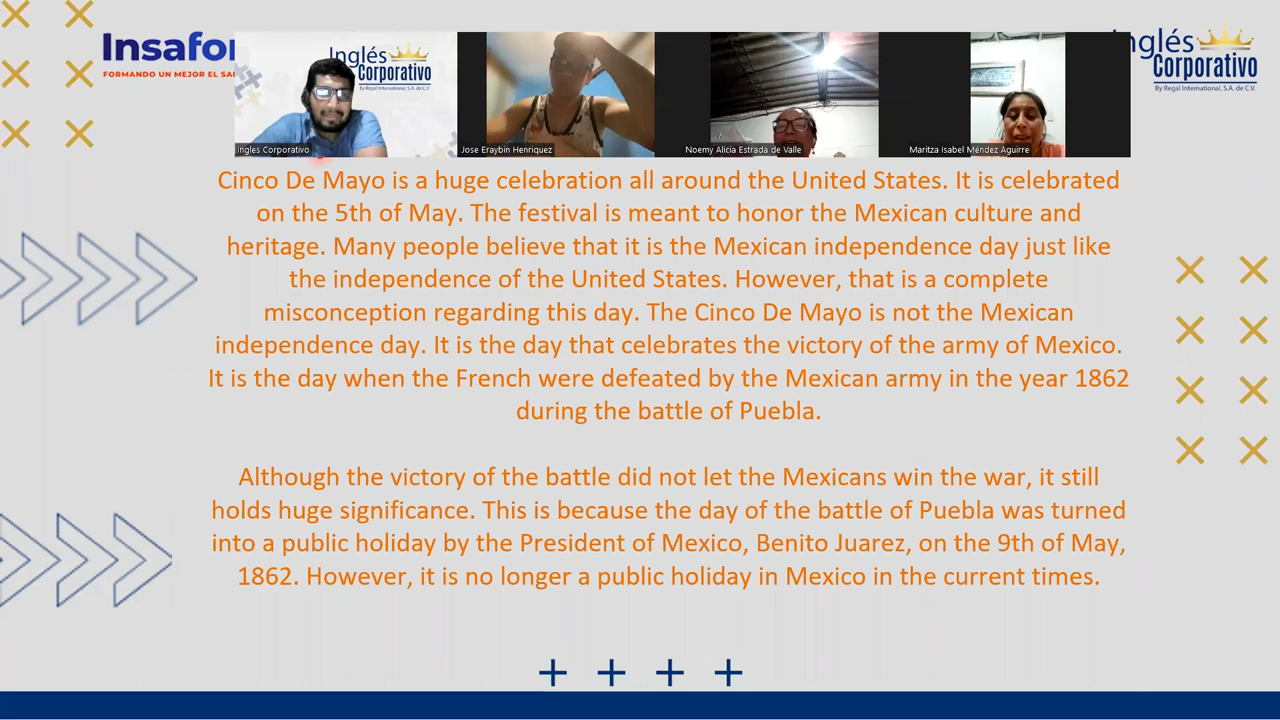 Insafor
FORMANDO UN MEJOR EL SA
Inglés
Corporativo
By Regal International, S.A. de C.V.
Ingles Corporativo
Jose Eraybin Henriquez
Noemy Alicia Estrada de Valle
Maritza Isabel Méndez Aguirre
Inglés
Corporativo
By Regal International, S.A. de C.V.
Cinco De Mayo is a huge celebration all around the United States. It is celebrated
on the 5th of May. The festival is meant to honor the Mexican culture and
heritage. Many people believe that it is the Mexican independence day just like
the independence of the United States. However, that is a complete
misconception regarding this day. The Cinco De Mayo is not the Mexican
independence day. It is the day that celebrates the victory of the army of Mexico.
It is the day when the French were defeated by the Mexican army in the year 1862
during the battle of Puebla.
Although the victory of the battle did not let the Mexicans win the war, it still
holds huge significance. This is because the day of the battle of Puebla was turned
into a public holiday by the President of Mexico, Benito Juarez, on the 9th of May,
1862. However, it is no longer a public holiday in Mexico in the current times.